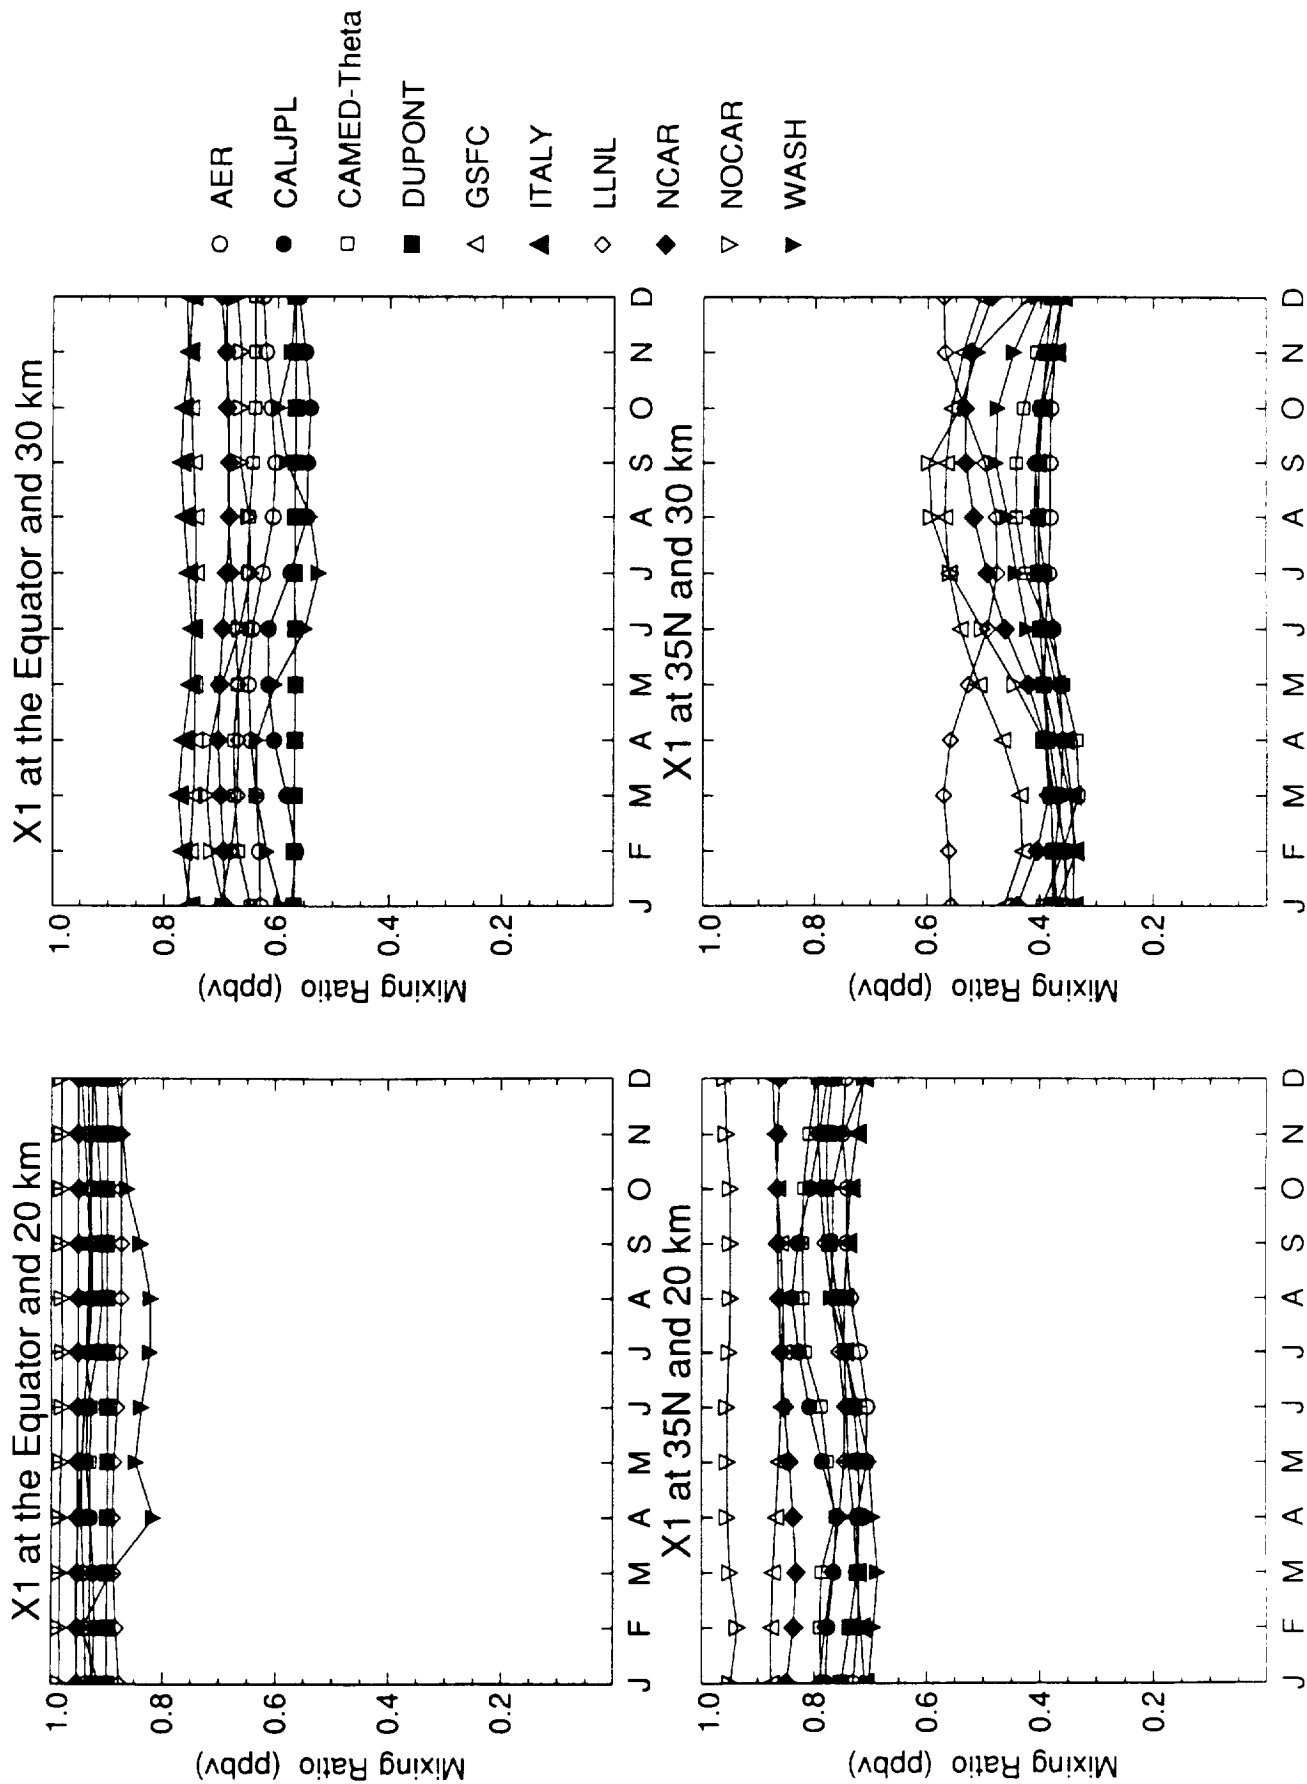 X1 at the Equator and 20 km
Mixing Ratio (ppbv)
1.0
0.8
0.6
0.4
0.2
J F M A M J J A S O N D
X1 at the Equator and 30 km
Mixing Ratio (ppbv)
1.0
0.8
0.6
0.4
0.2
J F M A M J J A S O N D
AER
CALJPL
CAMED-Theta
DUPONT
GSFC
ITALY
LLNL
NCAR
NOCAR
WASH
X1 at 35N and 20 km
Mixing Ratio (ppbv)
1.0
0.8
0.6
0.4
0.2
J F M A M J J A S O N D
X1 at 35N and 30 km
Mixing Ratio (ppbv)
1.0
0.8
0.6
0.4
0.2
J F M A M J J A S O N D